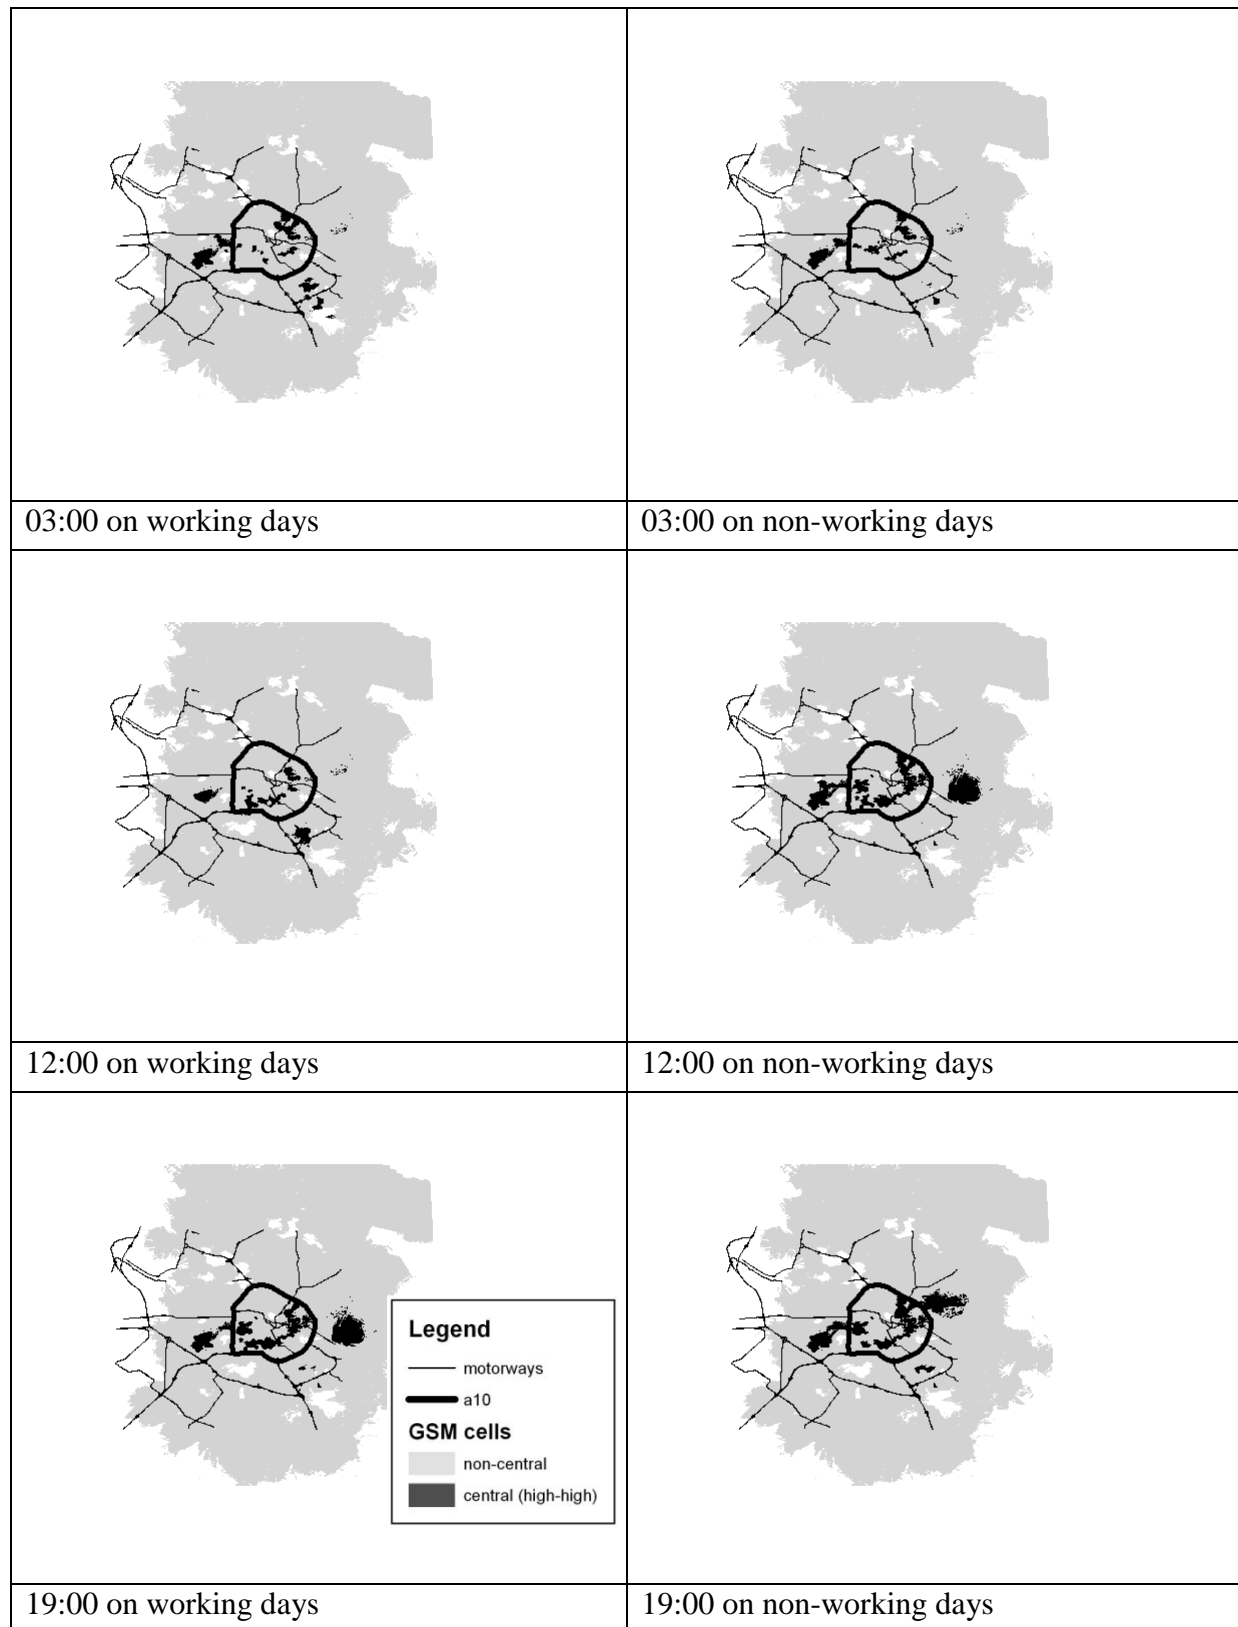 03:00 on working days
03:00 on non-working days
12:00 on working days
12:00 on non-working days
Legend
motorways
a10
GSM cells
non-central
central (high-high)
19:00 on working days
19:00 on non-working days